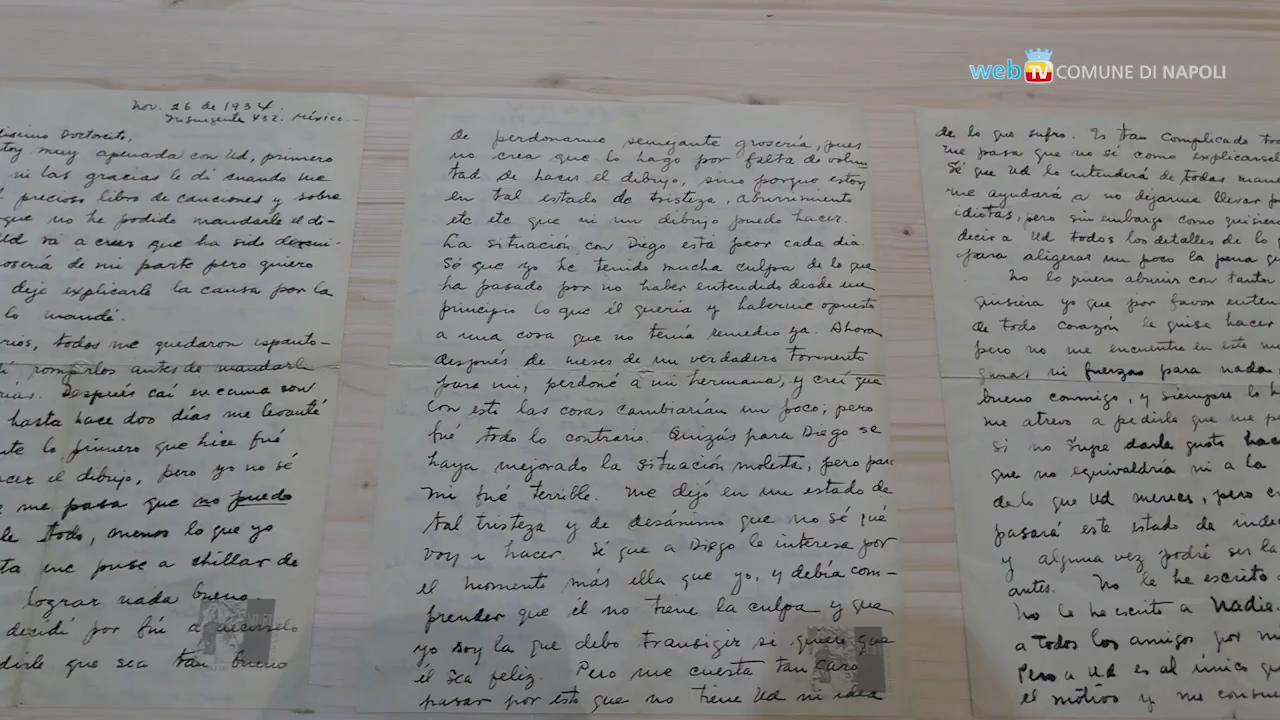 web TV COMUNE DI NAPOLI
Nov. 26 de 1934.
Insurgente 432. México
Doctorcito,
muy apenada con Ud, primero
ni las gracias le dí cuando me
precioso libro de canciones y sobre
que no he podido mandarle el di-
Ud vá a creer que ha sido descui-
de mi parte pero quiero
deje explicarle la causa por la
lo mandé.
todos me quedaron espanto-
romperlos antes de mandarle
Después caí en cama con
hasta hace dos días me levanté
lo primero que hice fué
el dibujo, pero yo no sé
me pasa que no puedo
todo, menos lo que yo
me puse a chillar de
lograr nada bueno.
decidí por fin a
que sea tan bueno
de perdonarme semejante grosería, pues
no crea que lo hago por falta de volun
tad de hacer el dibujo, sino porque estoy
en tal estado de tristeza, aburrimiento
etc etc que ni un dibujo puedo hacer.
La situación con Diego está peor cada día.
Sé que yo he tenido mucha culpa de lo que
ha pasado por no haber entendido desde un
principio lo que él quería y haberme opuesto
a una cosa que no tenía remedio ya. Ahora
después de meses de un verdadero tormento
para mi, perdoné a mi hermana, y creí que
con esto las cosas cambiarían un poco; pero
fué todo lo contrario. Quizás para Diego se
haya mejorado la situación molesta, pero para
mi fué terrible. Me dejó en un estado de
tal tristeza y de desánimo que no sé qué
voy a hacer. Sé que a Diego le interesa por
el momento más ella que yo, y debía com-
prender que él no tiene la culpa y que
yo soy la que debo transigir si quiero que
él sea feliz. Pero me cuesta tan caro
pasar por esto que no tiene Ud ni idea
de lo que sufro. Es tan complicado
me pasa que no sí como
Sé que Ud lo entenderá de todas
me ayudará a no dejarme llevar
idiotas, pero sin embargo como
decir a Ud todos los detalles de lo
para aligerar un poco la pena
No lo quiero aburrir con
yo que por favor
de todo corazón le quise hacer
pero no me encuentro en este
ganas ni fuerzas para nada
bueno conmigo, y siempre lo
me atrevo a pedirle que me
si no supe darle gusto
que no equivaldría ni a la
de lo que Ud merece, pero
pasará este estado de
y alguna vez podré ser la
antes. No le he escrito a
No le he escrito a nadie.
a todos los amigos por
Pero a Ud es al único
el motivo y me